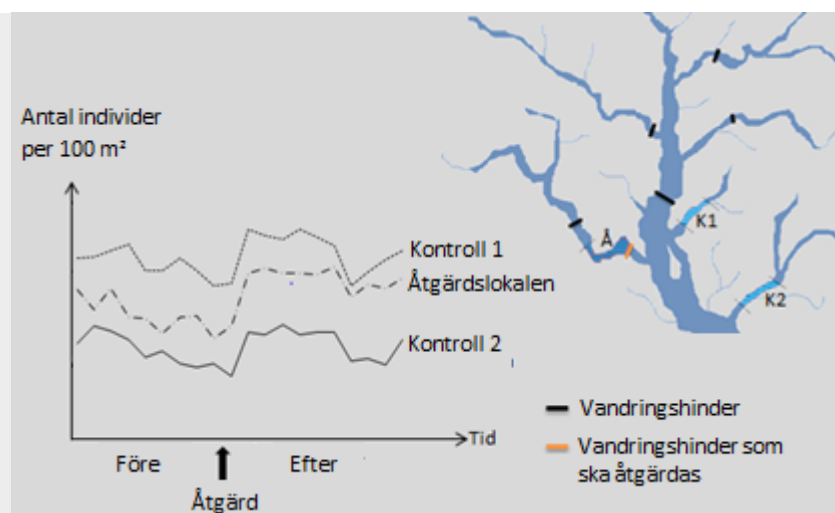 Antal individer
per 100 m²
Kontroll 1
Åtgärdslokalen
Kontroll 2
Tid
Före
Efter
Åtgärd
Å
K1
K2
Vandringshinder
Vandringshinder som
ska åtgärdas